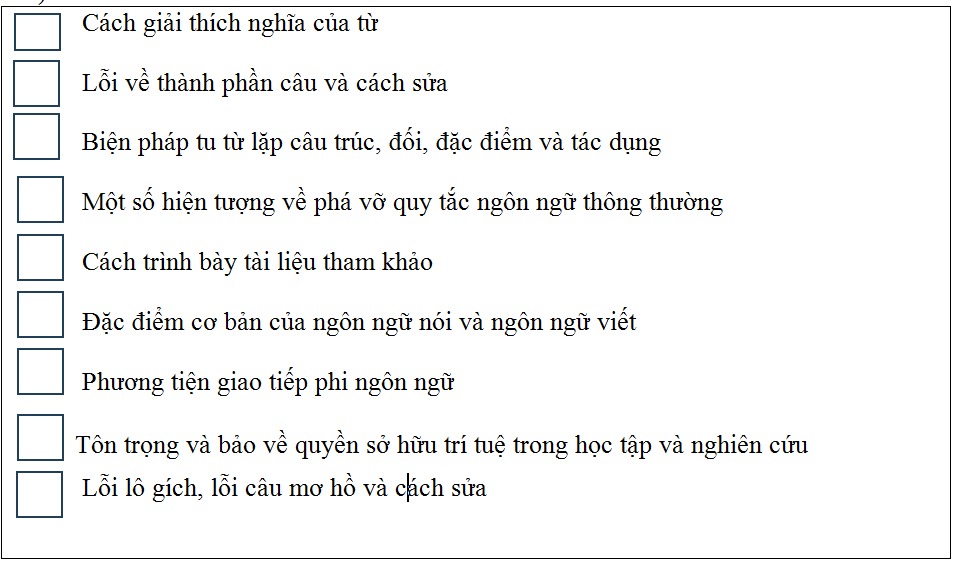 Cách giải thích nghĩa của từ
Lỗi về thành phần câu và cách sửa
Biện pháp tu từ lặp câu trúc, đối, đặc điểm và tác dụng
Một số hiện tượng về phá vỡ quy tắc ngôn ngữ thông thường
Cách trình bày tài liệu tham khảo
Đặc điểm cơ bản của ngôn ngữ nói và ngôn ngữ viết
Phương tiện giao tiếp phi ngôn ngữ
Tôn trọng và bảo về quyền sở hữu trí tuệ trong học tập và nghiên cứu
Lỗi lô gích, lỗi câu mơ hồ và cách sửa